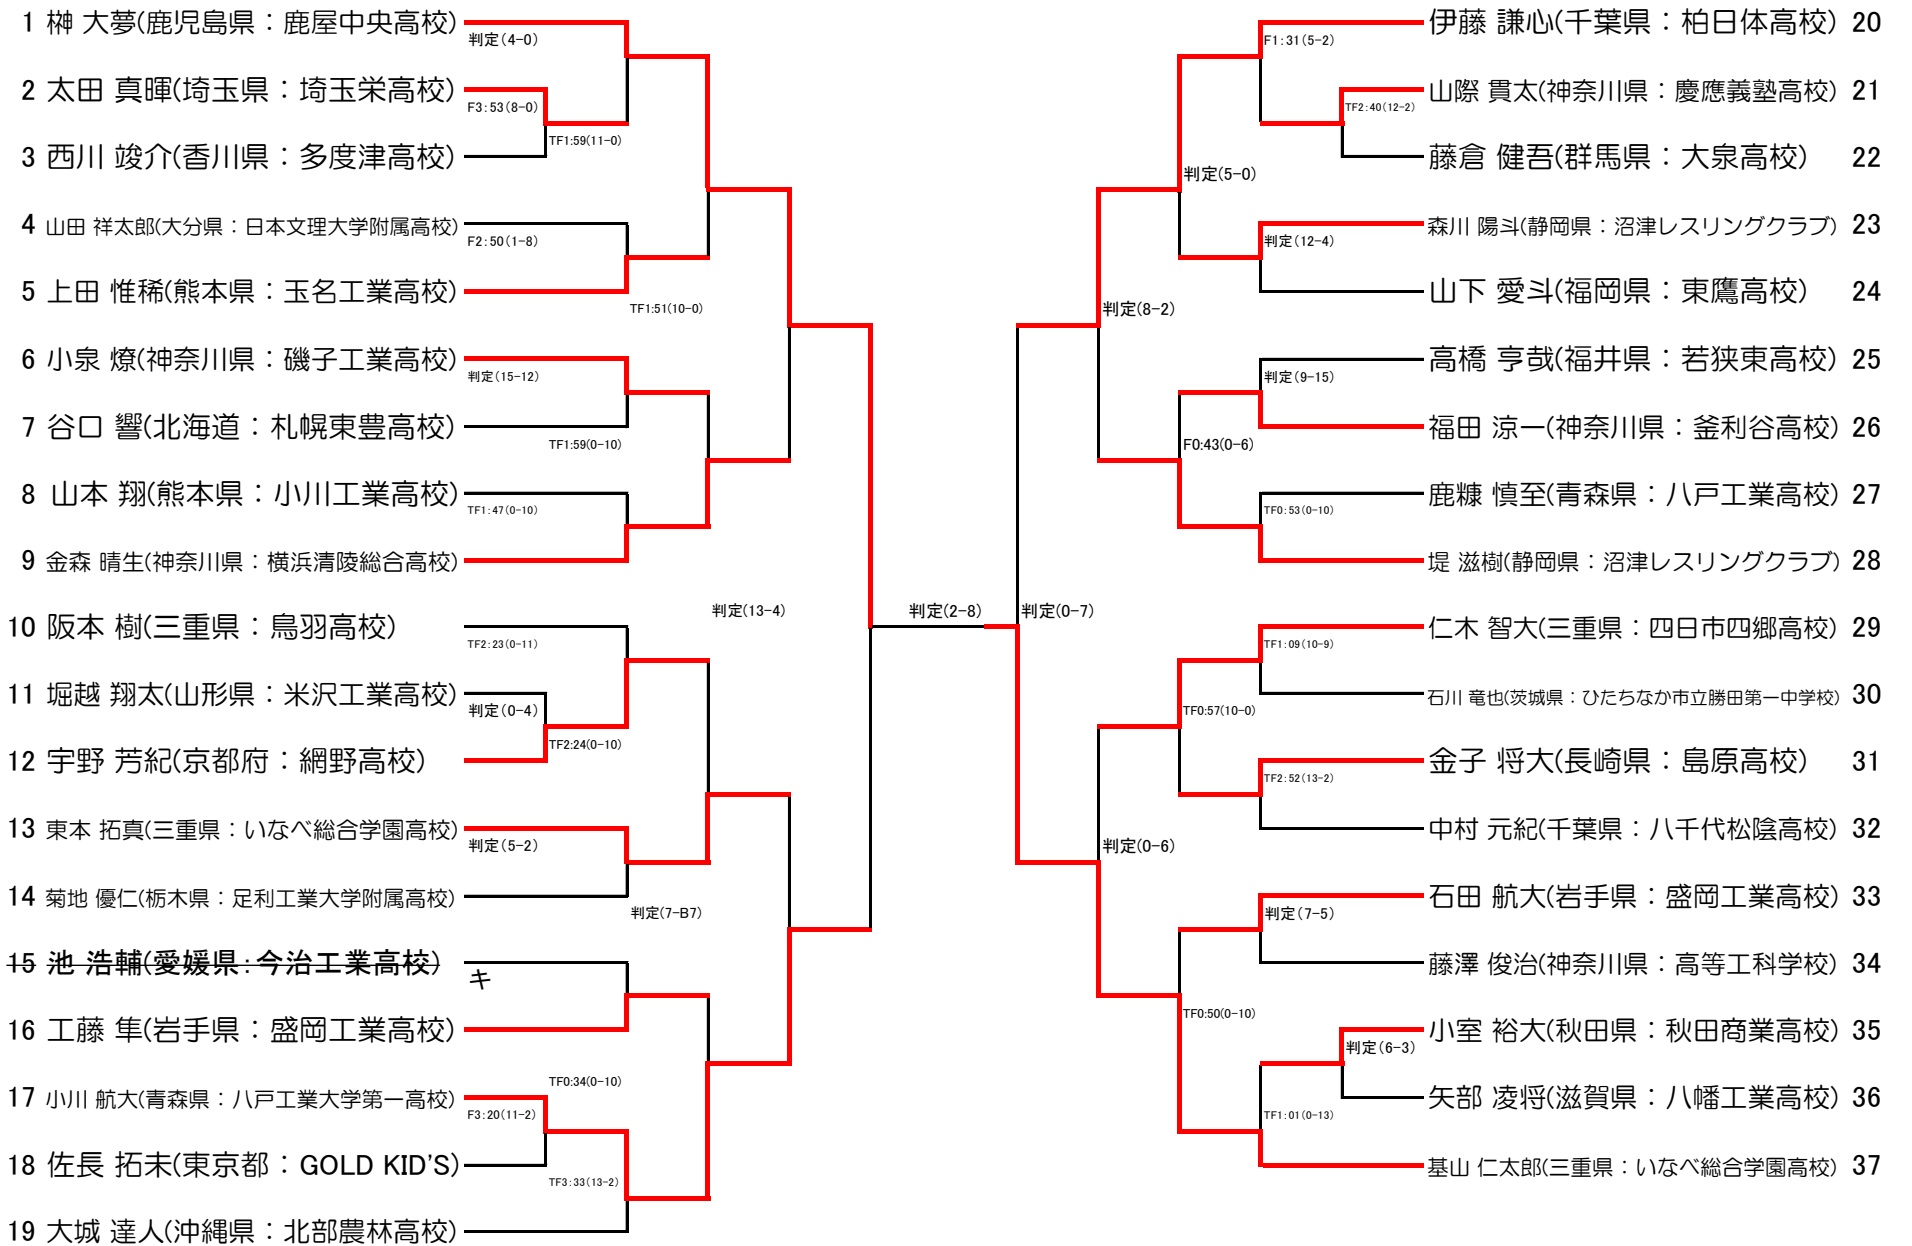 1 榊 大夢(鹿児島県：鹿屋中央高校)
判定(4-0)
2 太田 真暉(埼玉県：埼玉栄高校)
F3:53(8-0)
TF1:59(11-0)
3 西川 竣介(香川県：多度津高校)
4 山田 祥太郎(大分県：日本文理大学附属高校)
F2:50(1-8)
5 上田 惟稀(熊本県：玉名工業高校)
TF1:51(10-0)
6 小泉 燎(神奈川県：磯子工業高校)
判定(15-12)
7 谷口 響(北海道：札幌東豊高校)
TF1:59(0-10)
8 山本 翔(熊本県：小川工業高校)
TF1:47(0-10)
9 金森 晴生(神奈川県：横浜清陵総合高校)
判定(13-4)
10 阪本 樹(三重県：鳥羽高校)
TF2:23(0-11)
11 堀越 翔太(山形県：米沢工業高校)
判定(0-4)
TF2:24(0-10)
12 宇野 芳紀(京都府：網野高校)
13 東本 拓真(三重県：いなべ総合学園高校)
判定(5-2)
14 菊地 優仁(栃木県：足利工業大学附属高校)
判定(7-B7)
15 池 浩輔(愛媛県：今治工業高校)
キ
16 工藤 隼(岩手県：盛岡工業高校)
TF0:34(0-10)
17 小川 航大(青森県：八戸工業大学第一高校)
F3:20(11-2)
18 佐長 拓未(東京都：GOLD KID'S)
TF3:33(13-2)
19 大城 達人(沖縄県：北部農林高校)
判定(2-8)
判定(0-7)
伊藤 謙心(千葉県：柏日体高校) 20
F1:31(5-2)
山際 貫太(神奈川県：慶應義塾高校) 21
TF2:40(12-2)
藤倉 健吾(群馬県：大泉高校) 22
判定(5-0)
森川 陽斗(静岡県：沼津レスリングクラブ) 23
判定(12-4)
山下 愛斗(福岡県：東鷹高校) 24
判定(8-2)
高橋 亨哉(福井県：若狭東高校) 25
判定(9-15)
福田 涼一(神奈川県：釜利谷高校) 26
F0:43(0-6)
鹿糠 慎至(青森県：八戸工業高校) 27
TF0:53(0-10)
堤 滋樹(静岡県：沼津レスリングクラブ) 28
仁木 智大(三重県：四日市四郷高校) 29
TF1:09(10-9)
石川 竜也(茨城県：ひたちなか市立勝田第一中学校) 30
TF0:57(10-0)
金子 将大(長崎県：島原高校) 31
TF2:52(13-2)
中村 元紀(千葉県：八千代松陰高校) 32
判定(0-6)
石田 航大(岩手県：盛岡工業高校) 33
判定(7-5)
藤澤 俊治(神奈川県：高等工科学校) 34
TF0:50(0-10)
小室 裕大(秋田県：秋田商業高校) 35
判定(6-3)
矢部 凌将(滋賀県：八幡工業高校) 36
TF1:01(0-13)
基山 仁太郎(三重県：いなべ総合学園高校) 37